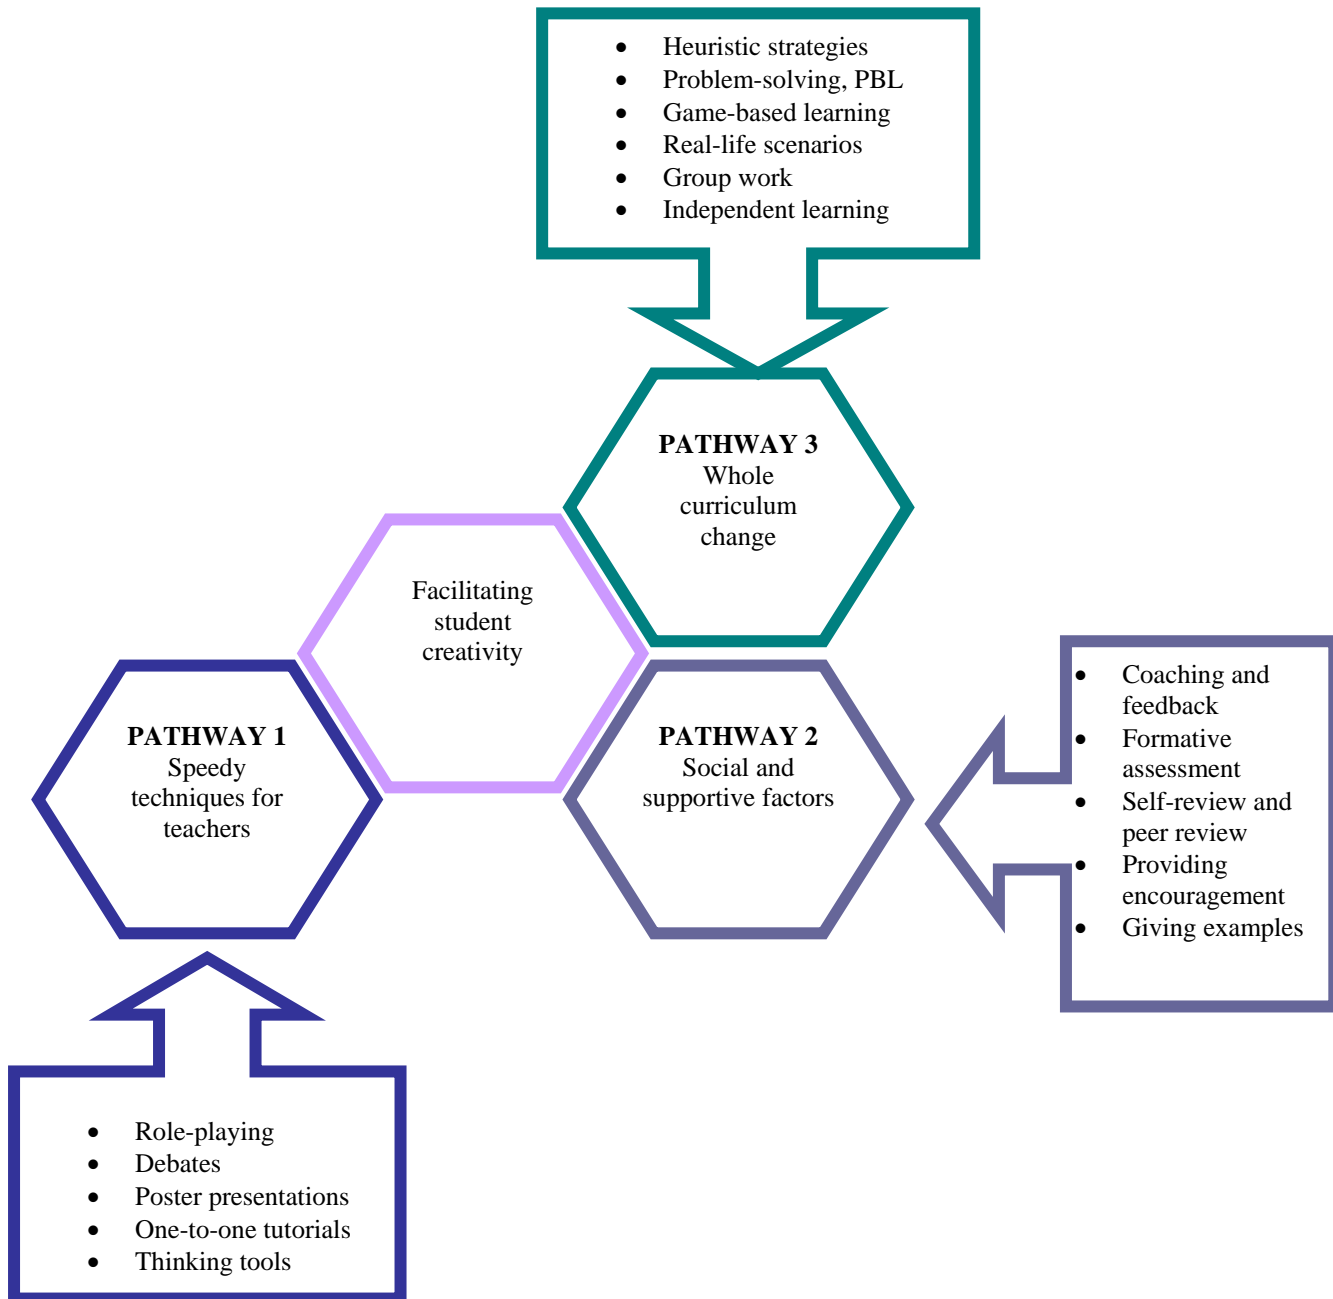 • Heuristic strategies
• Problem-solving, PBL
• Game-based learning
• Real-life scenarios
• Group work
• Independent learning
PATHWAY 3
Whole
curriculum
change
Facilitating
student
creativity
PATHWAY 1
Speedy
techniques for
teachers
PATHWAY 2
Social and
supportive factors
• Coaching and
feedback
• Formative
assessment
• Self-review and
peer review
• Providing
encouragement
• Giving examples
• Role-playing
• Debates
• Poster presentations
• One-to-one tutorials
• Thinking tools